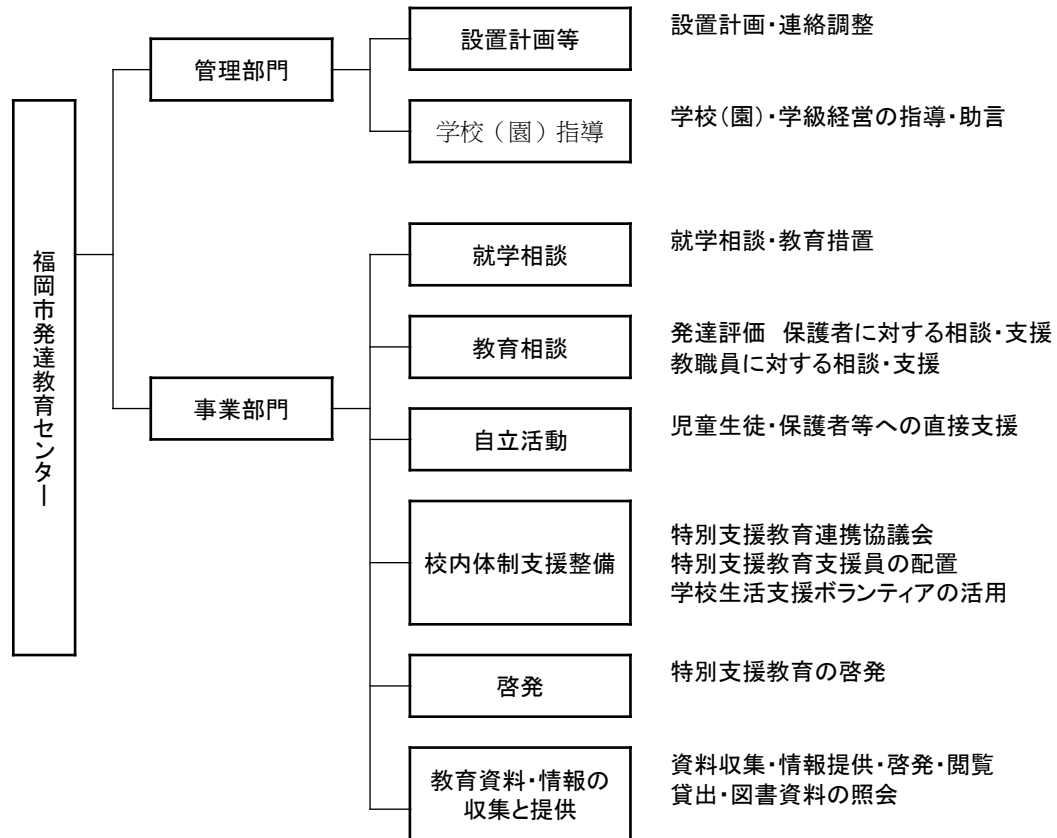 福岡市発達教育センター
管理部門
設置計画等
設置計画・連絡調整
学校（園）指導
学校(園)・学級経営の指導・助言
事業部門
就学相談
就学相談・教育措置
教育相談
発達評価　保護者に対する相談・支援
教職員に対する相談・支援
自立活動
児童生徒・保護者等への直接支援
校内体制支援整備
特別支援教育連携協議会
特別支援教育支援員の配置
学校生活支援ボランティアの活用
啓発
特別支援教育の啓発
教育資料・情報の
収集と提供
資料収集・情報提供・啓発・閲覧
貸出・図書資料の照会